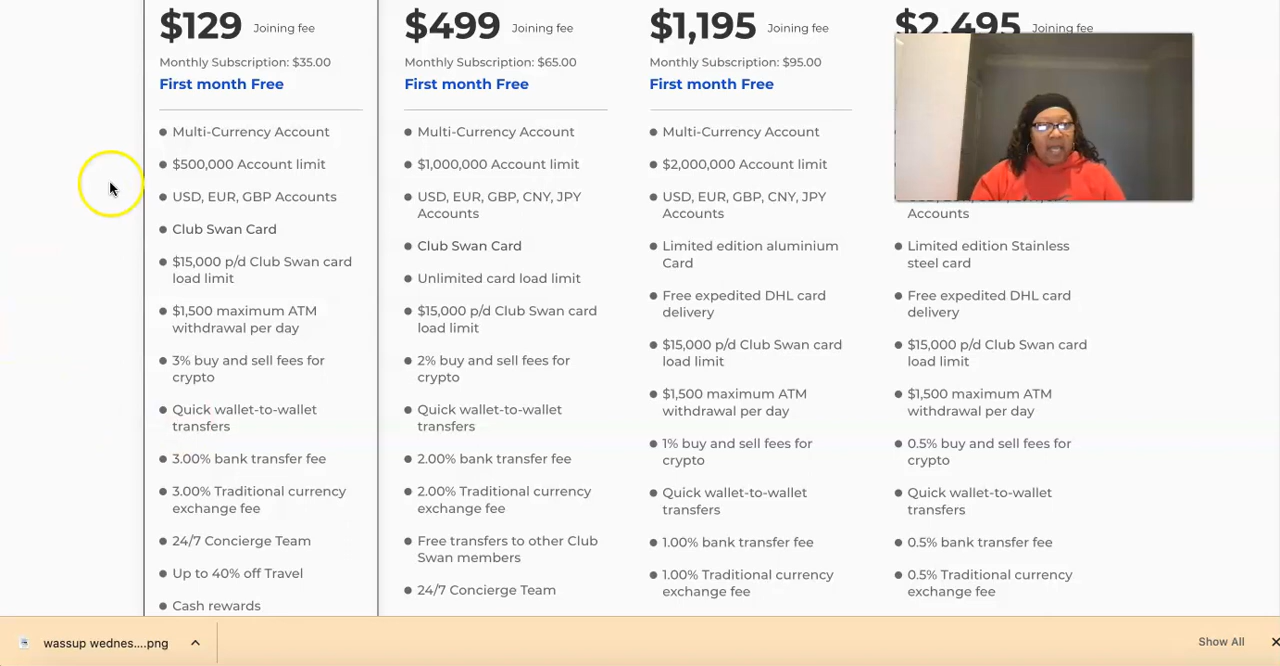 $129 Joining fee
Monthly Subscription: $35.00
First month Free
Multi-Currency Account
$500,000 Account limit
USD, EUR, GBP Accounts
Club Swan Card
$15,000 p/d Club Swan card
load limit
$1,500 maximum ATM
withdrawal per day
3% buy and sell fees for
crypto
Quick wallet-to-wallet
transfers
3.00% bank transfer fee
3.00% Traditional currency
exchange fee
24/7 Concierge Team
Up to 40% off Travel
Cash rewards
$499 Joining fee
Monthly Subscription: $65.00
First month Free
Multi-Currency Account
$1,000,000 Account limit
USD, EUR, GBP, CNY, JPY
Accounts
Club Swan Card
Unlimited card load limit
$15,000 p/d Club Swan card
load limit
2% buy and sell fees for
crypto
Quick wallet-to-wallet
transfers
2.00% bank transfer fee
2.00% Traditional currency
exchange fee
Free transfers to other Club
Swan members
24/7 Concierge Team
$1,195 Joining fee
Monthly Subscription: $95.00
First month Free
Multi-Currency Account
$2,000,000 Account limit
USD, EUR, GBP, CNY, JPY
Accounts
Limited edition aluminium
Card
Free expedited DHL card
delivery
$15,000 p/d Club Swan card
load limit
$1,500 maximum ATM
withdrawal per day
1% buy and sell fees for
crypto
Quick wallet-to-wallet
transfers
1.00% bank transfer fee
1.00% Traditional currency
exchange fee
$2,495 Joining fee
Accounts
Limited edition Stainless
steel card
Free expedited DHL card
delivery
$15,000 p/d Club Swan card
load limit
$1,500 maximum ATM
withdrawal per day
0.5% buy and sell fees for
crypto
Quick wallet-to-wallet
transfers
0.5% bank transfer fee
0.5% Traditional currency
exchange fee
wassup wednes....png
Show All